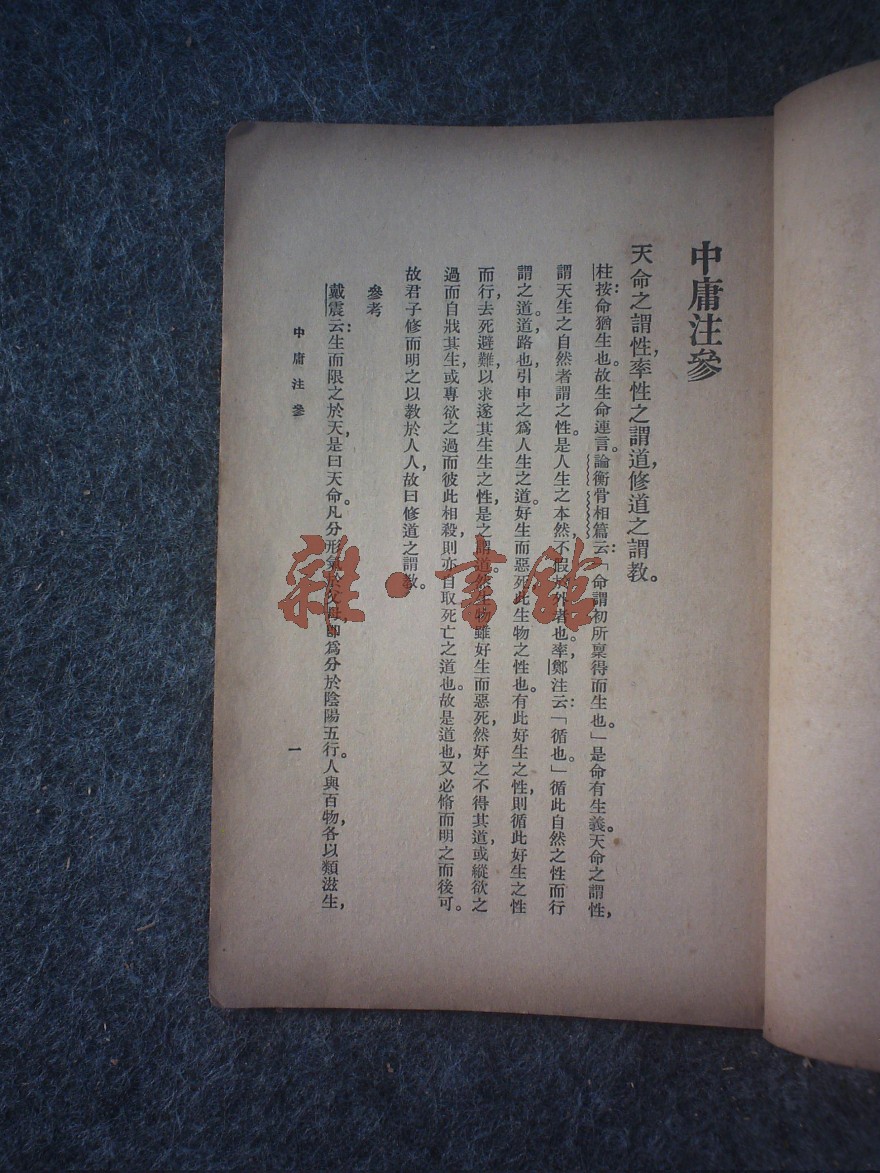 中庸注參
天命之謂性，率性之謂道，修道之謂教。
柱按：命猶生也。故生命連言。論衡骨相篇云：「命謂初所稟得而生也。」是命有生義。天命之謂性，
謂天生之自然者謂之性。是人生之本然，不假於外者也。率，鄭注云：「循也。」循此自然之性而行
謂之道。道，路也，引申之爲人生之道。好生而惡死，此生物之性也。有此好生之性，則循此好生之性
而行，去死避難，以求遂其生生之性，是之謂道。然生物雖好生而惡死，然好之不得其道，或縱欲之
過而自戕其生，或專欲之過而彼此相殺，則亦自取死亡之道也。故是道也，又必脩而明之而後可。
故君子修而明之以教於人人，故曰修道之謂教。
參考
戴震云：生而限之於天，是曰天命。凡分形氣於父母，卽爲分於陰陽五行。人與百物，各以類滋生，
中庸注參
一
雜·書館